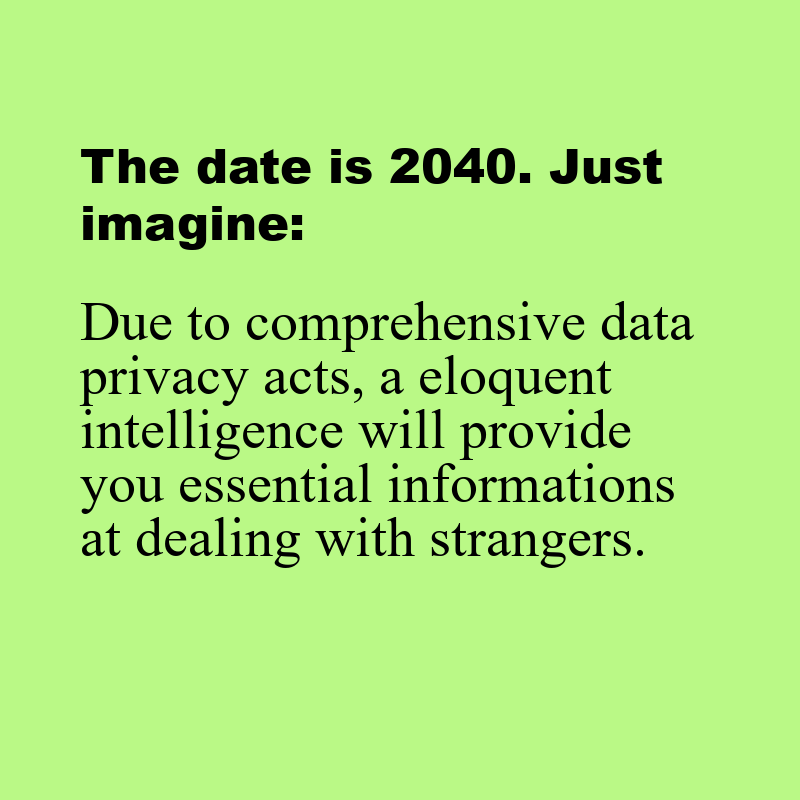 The date is 2040. Just
imagine:
Due to comprehensive data
privacy acts, a eloquent
intelligence will provide
you essential informations
at dealing with strangers.